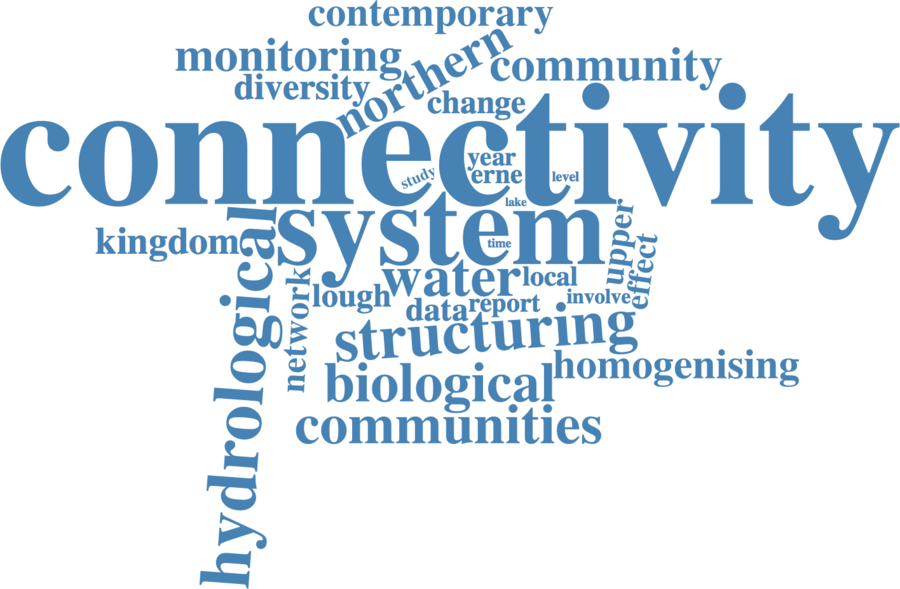 contemporary
monitoring
northern
community
diversity
change
connectivity
year
erne
study
level
lake
system
time
kingdom
hydrological
upper
effect
water
local
network
lough
involve
data
report
structuring
homogenising
biological
communities